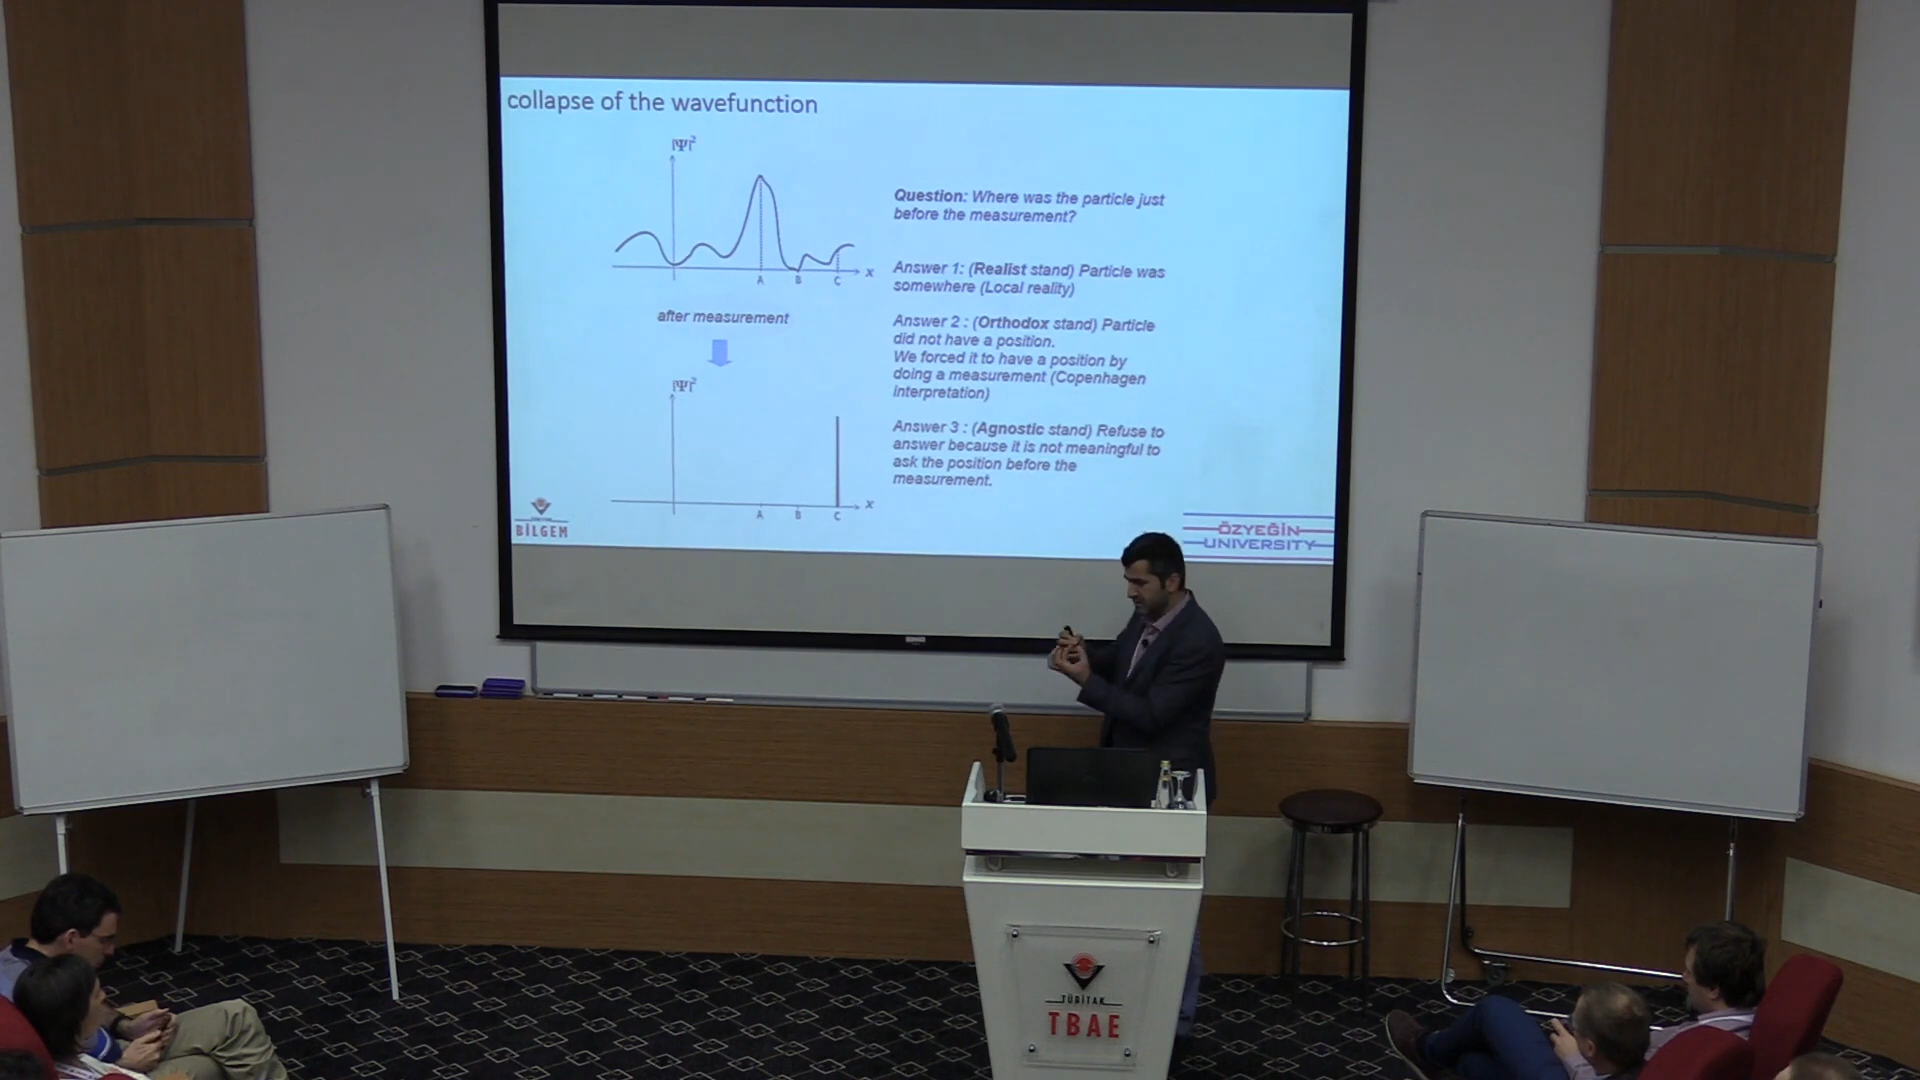 collapse of the wavefunction
|Ψ|²
x
A B C
after measurement
|Ψ|²
x
A B C
Question: Where was the particle just
before the measurement?
Answer 1: (Realist stand) Particle was
somewhere (Local reality)
Answer 2 : (Orthodox stand) Particle
did not have a position.
We forced it to have a position by
doing a measurement (Copenhagen
interpretation)
Answer 3 : (Agnostic stand) Refuse to
answer because it is not meaningful to
ask the position before the
measurement.
BİLGEM
ÖZYEĞİN
UNIVERSITY
TÜBİTAK
TBAE